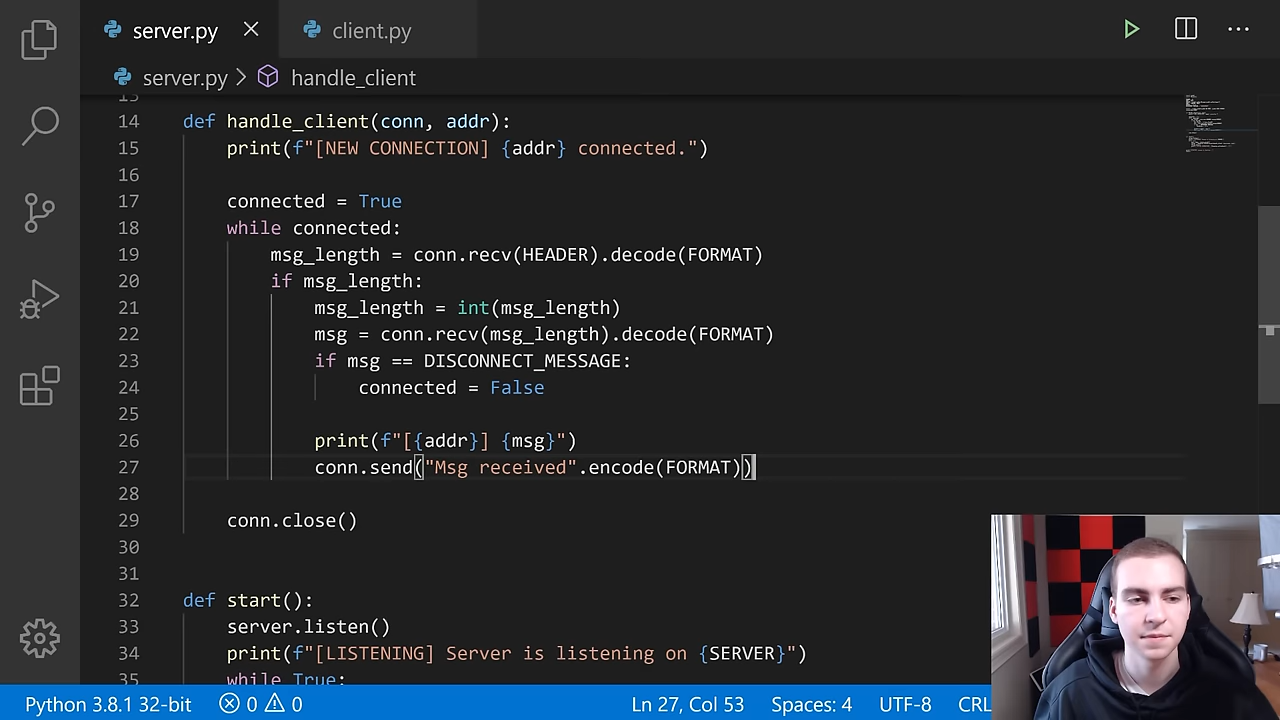 server.py client.py
server.py > handle_client
13
14 def handle_client(conn, addr):
15 print(f"[NEW CONNECTION] {addr} connected.")
16
17 connected = True
18 while connected:
19 msg_length = conn.recv(HEADER).decode(FORMAT)
20 if msg_length:
21 msg_length = int(msg_length)
22 msg = conn.recv(msg_length).decode(FORMAT)
23 if msg == DISCONNECT_MESSAGE:
24 connected = False
25
26 print(f"[{addr}] {msg}")
27 conn.send("Msg received".encode(FORMAT))
28
29 conn.close()
30
31
32 def start():
33 server.listen()
34 print(f"[LISTENING] Server is listening on {SERVER}")
35 while True:
Python 3.8.1 32-bit 0 0 Ln 27, Col 53 Spaces: 4 UTF-8 CRL